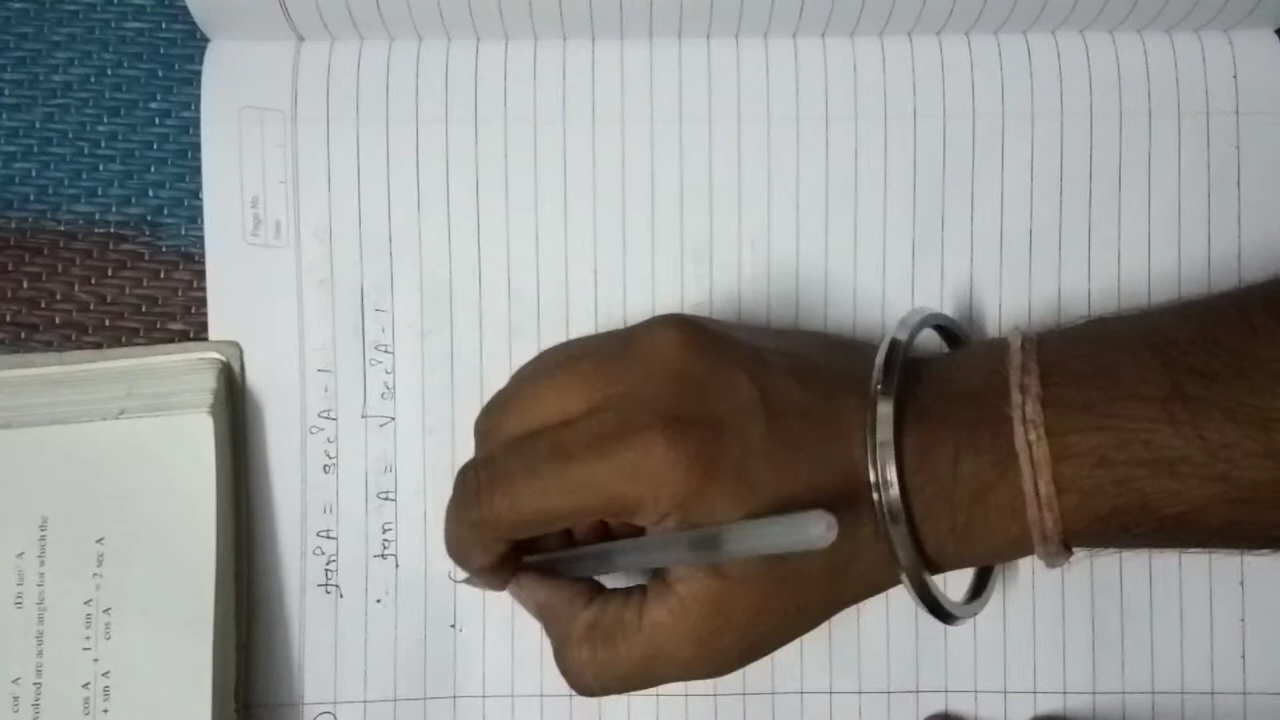 Page No.
Date
tan²A = sec²A - 1
∴ tan A = √sec²A - 1
cot² A (D) tan² A
volved are acute angles for which the
cos A / + sin A + 1 + sin A / cos A = 2 sec A